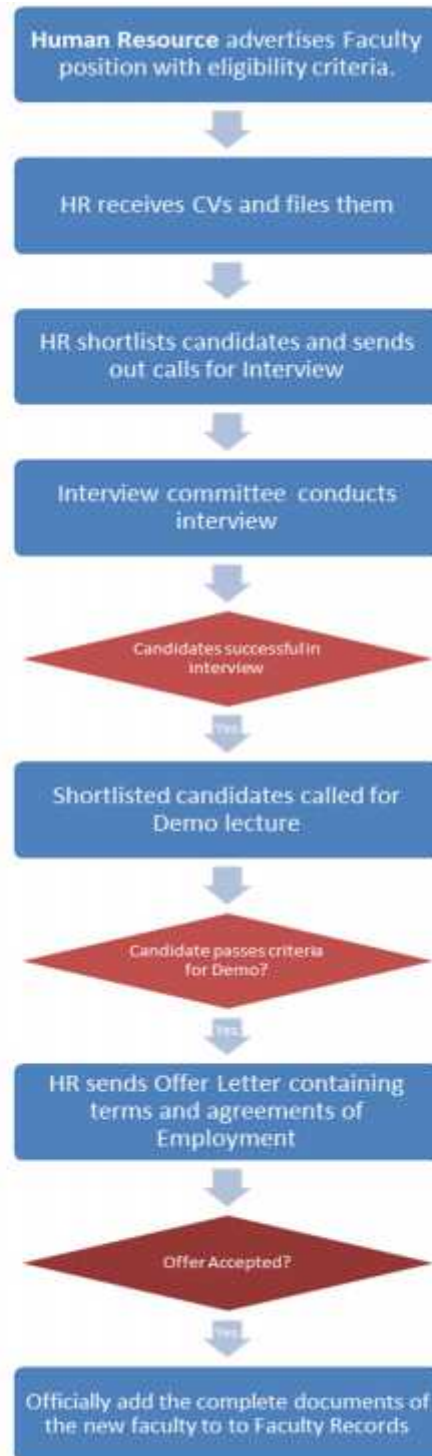 Human Resource advertises Faculty
position with eligibility criteria.
HR receives CVs and files them
HR shortlists candidates and sends
out calls for Interview
Interview committee conducts
interview
Candidates successful in
interview
Yes
Shortlisted candidates called for
Demo lecture
Candidate passes criteria
for Demo?
Yes
HR sends Offer Letter containing
terms and agreements of
Employment
Offer Accepted?
Yes
Officially add the complete documents of
the new faculty to to Faculty Records